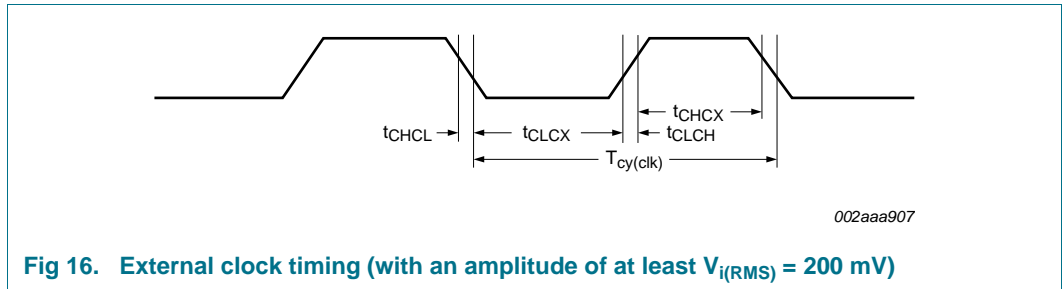 tCHCX
tCHCL
tCLCX
tCLCH
Tcy(clk)
002aaa907
Fig 16. External clock timing (with an amplitude of at least Vi(RMS) = 200 mV)